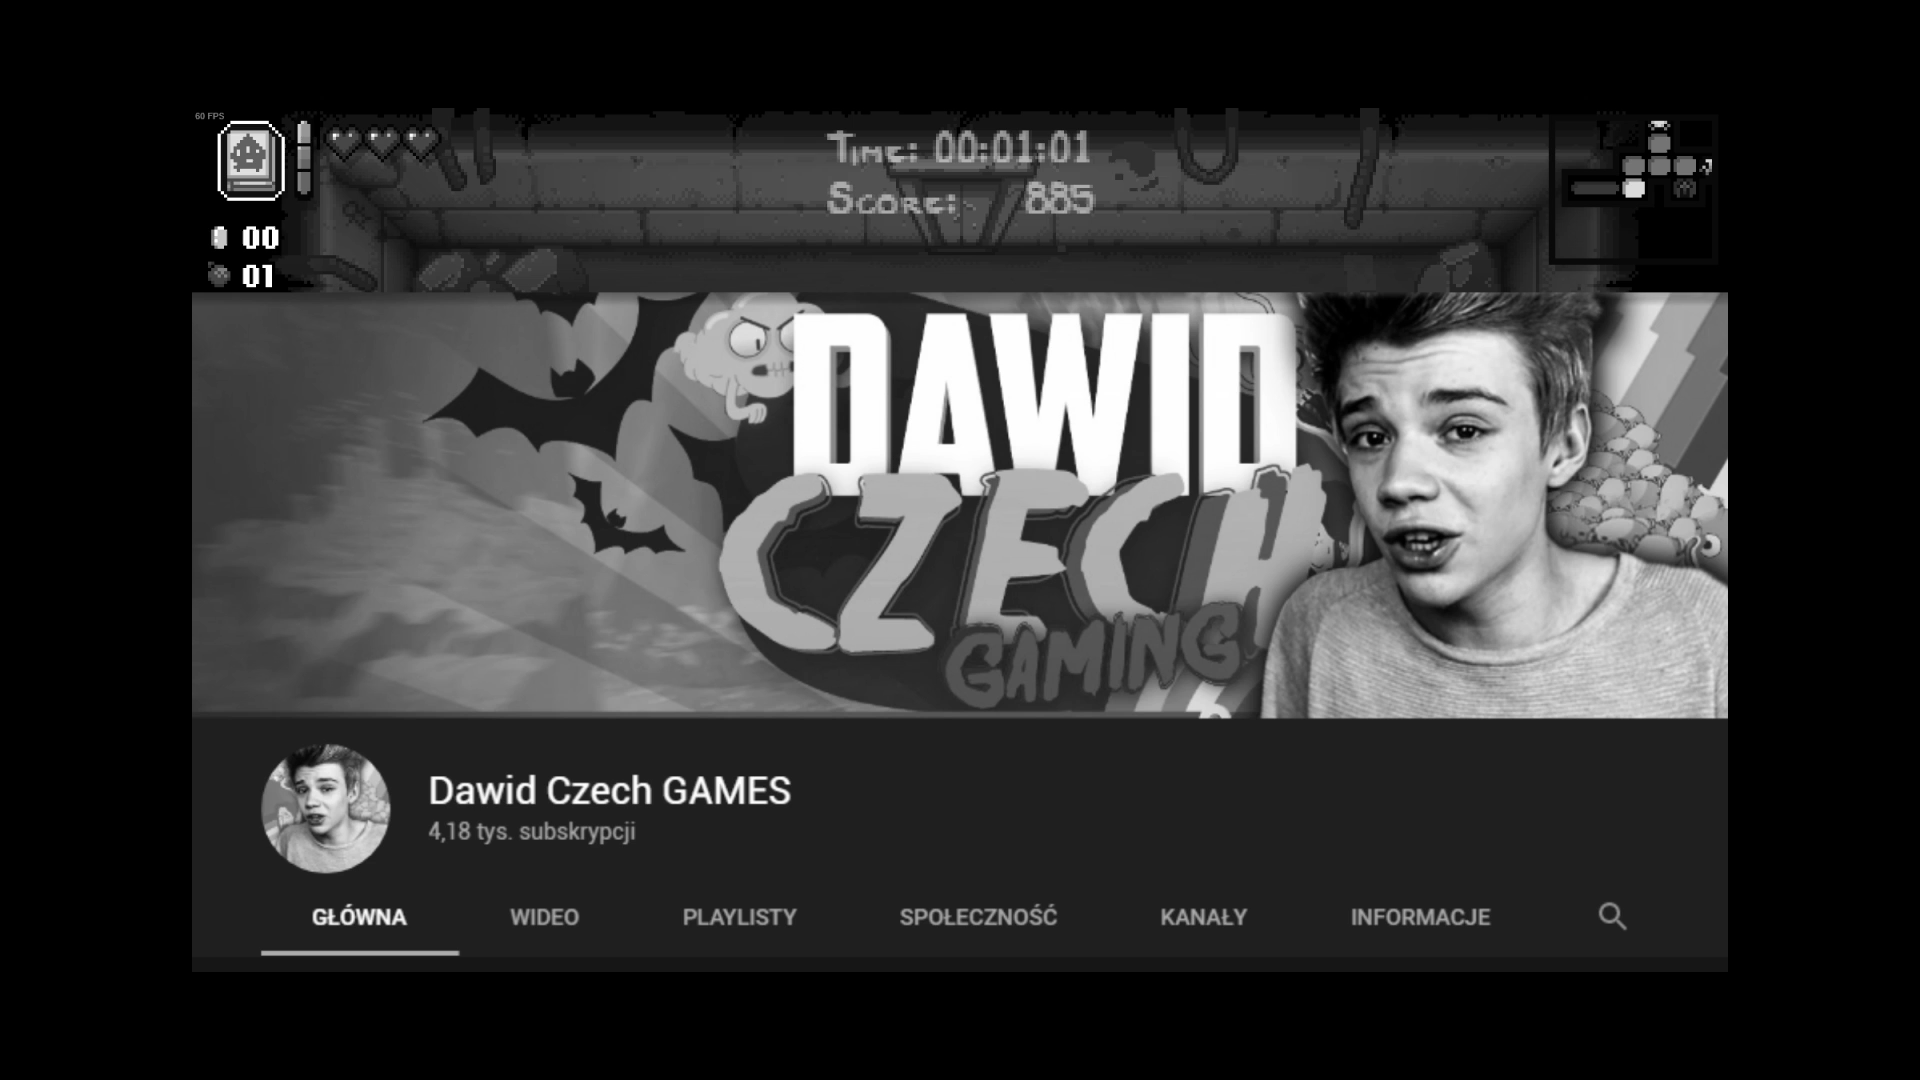 60 FPS
Time: 00:01:01
Score: 885
00
01
DAWID
CZECH
GAMING
Dawid Czech GAMES
4,18 tys. subskrypcji
GŁÓWNA WIDEO PLAYLISTY SPOŁECZNOŚĆ KANAŁY INFORMACJE